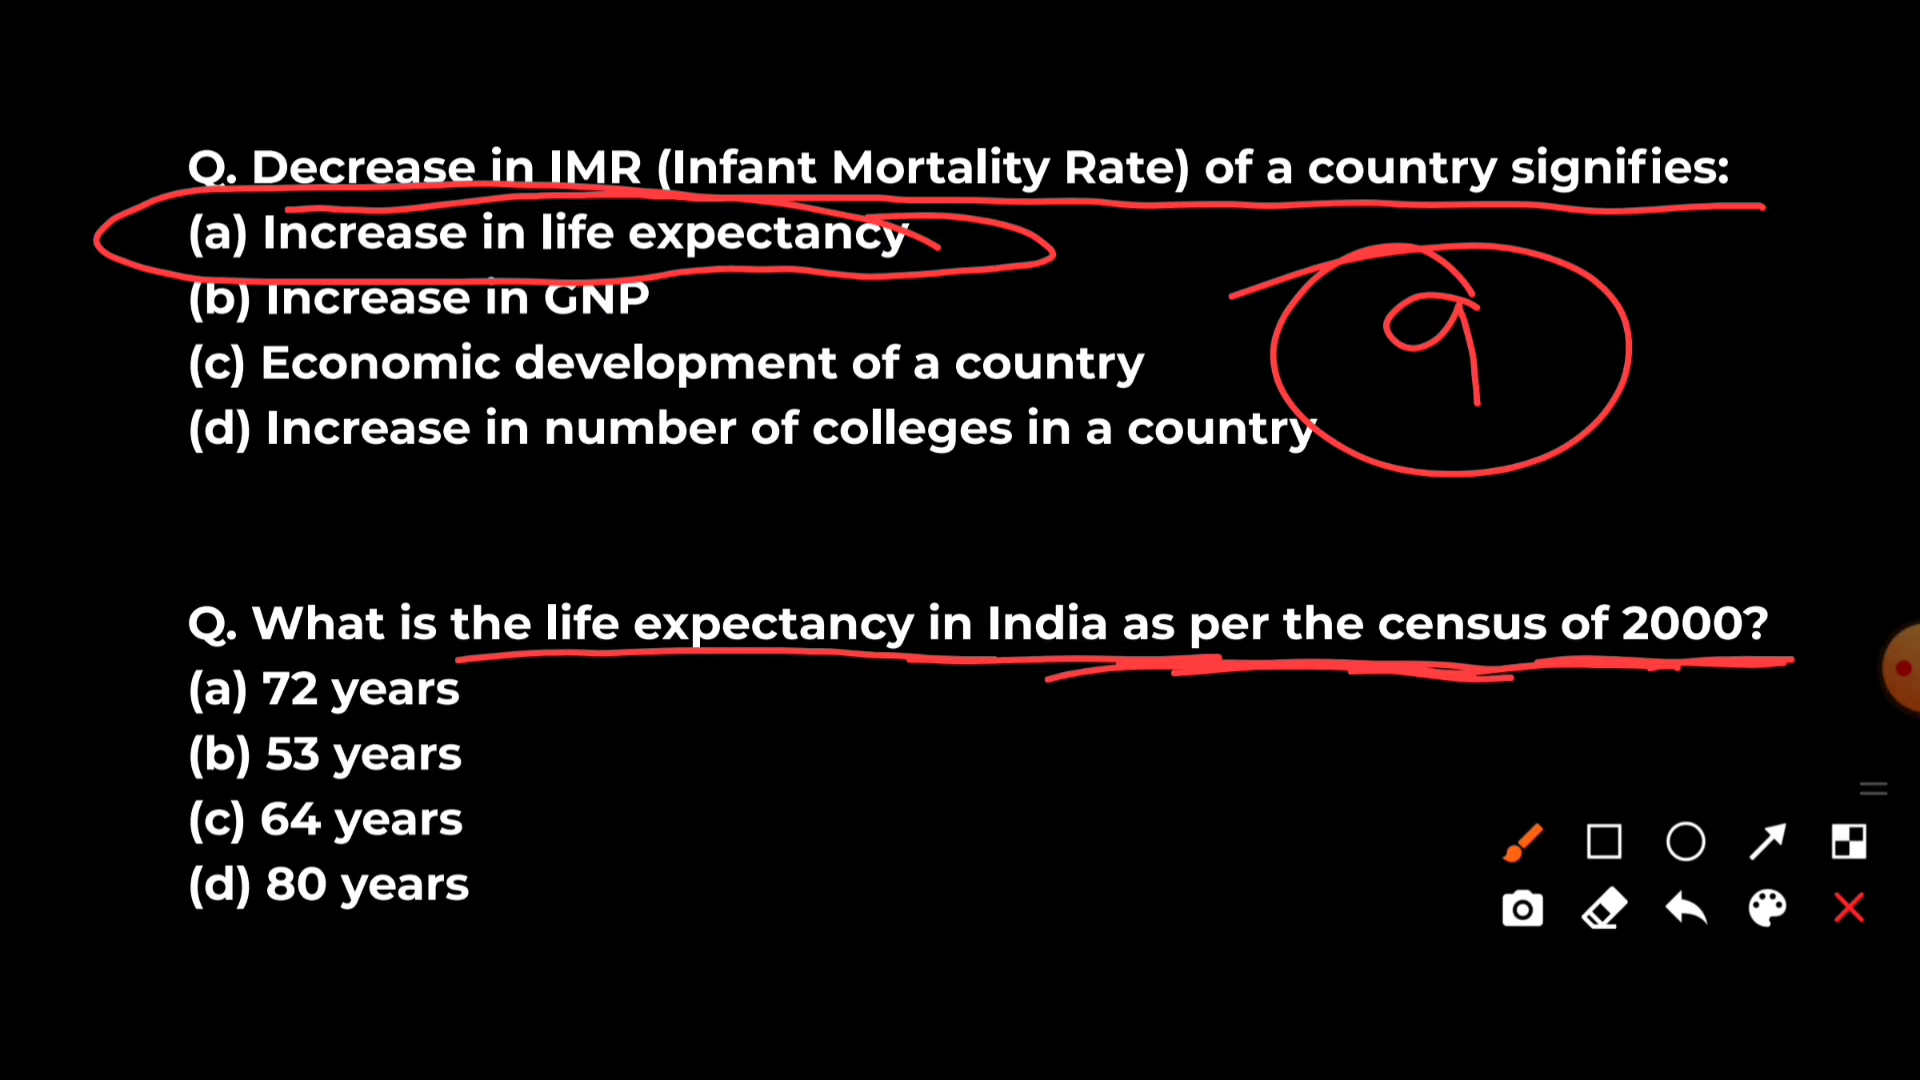 Q. Decrease in IMR (Infant Mortality Rate) of a country signifies:
(a) Increase in life expectancy
(b) Increase in GNP
(c) Economic development of a country
(d) Increase in number of colleges in a country
a
Q. What is the life expectancy in India as per the census of 2000?
(a) 72 years
(b) 53 years
(c) 64 years
(d) 80 years